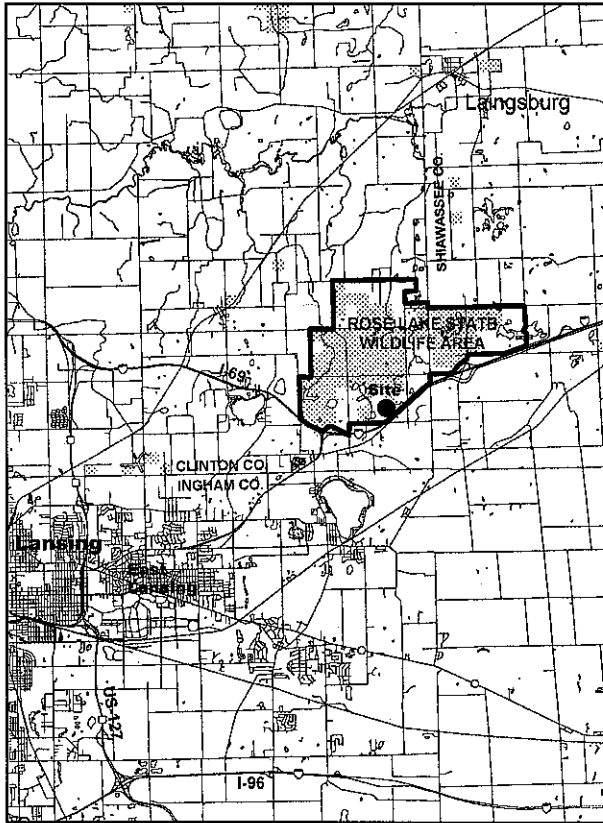 Laingsburg
SHIAWASSEE CO.
ROSE LAKE STATE
WILDLIFE AREA
I-69
Site
CLINTON CO.
INGHAM CO.
Lansing
East
Lansing
US-127
I-96